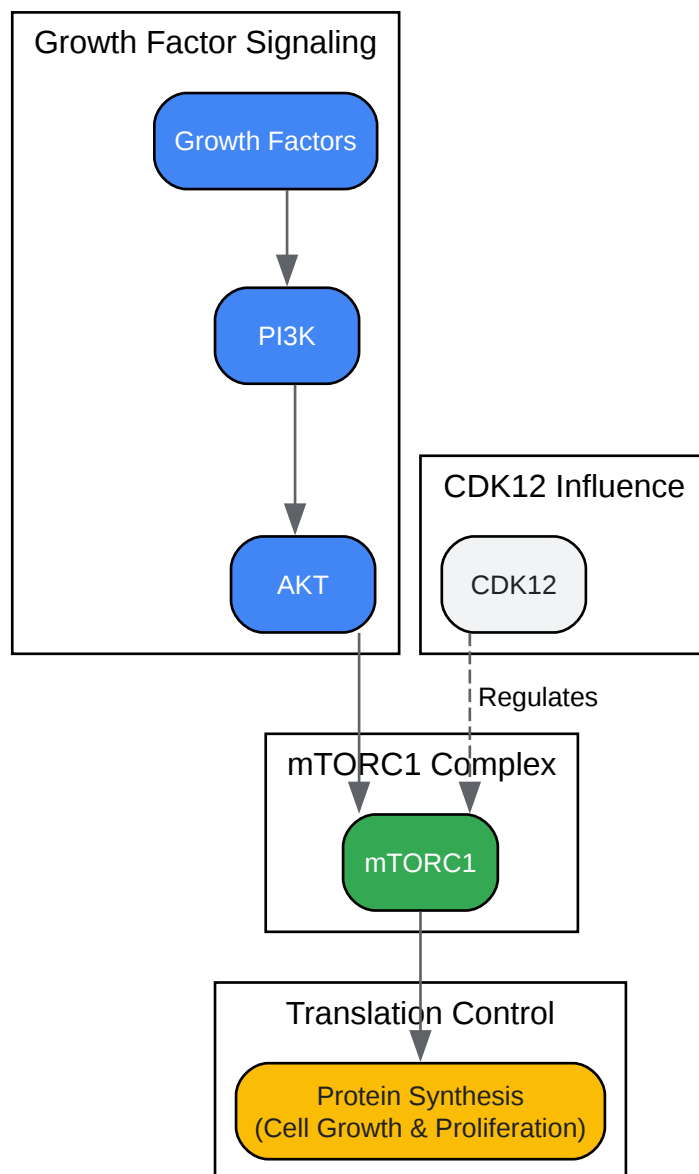 Growth Factor Signaling
Growth Factors
PI3K
AKT
CDK12 Influence
CDK12
Regulates
mTORC1 Complex
mTORC1
Translation Control
Protein Synthesis
(Cell Growth & Proliferation)